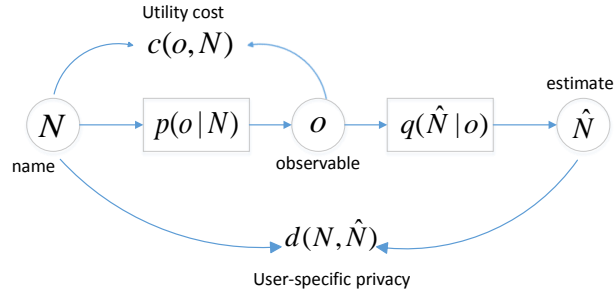 Utility cost
c(o, N)
estimate
N p(o | N) o q(N̂ | o) N̂
name
observable
d(N, N̂)
User-specific privacy